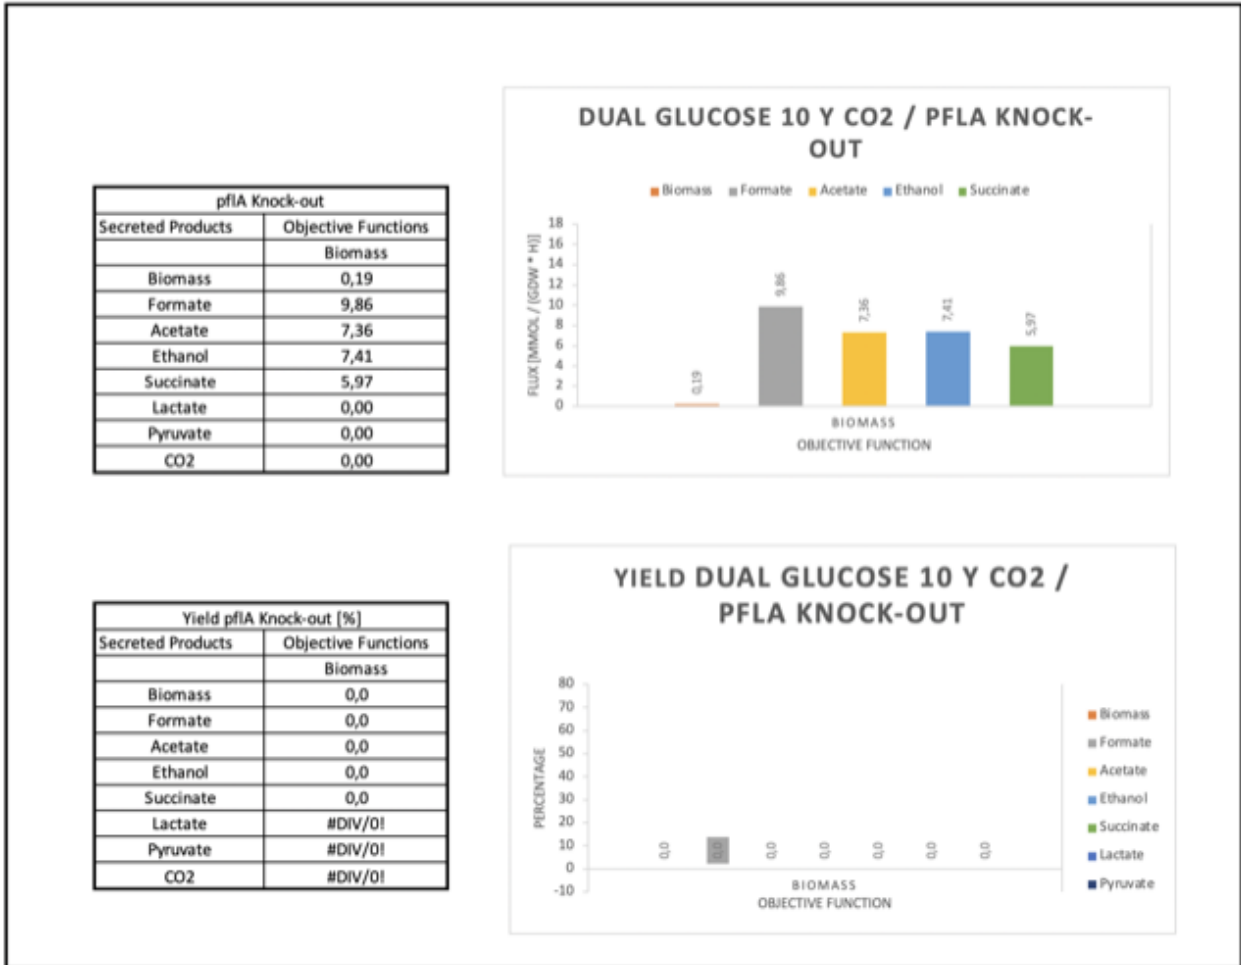 pflA Knock-out
Secreted Products Objective Functions
Biomass
Biomass 0,19
Formate 9,86
Acetate 7,36
Ethanol 7,41
Succinate 5,97
Lactate 0,00
Pyruvate 0,00
CO2 0,00
DUAL GLUCOSE 10 Y CO2 / PFLA KNOCK-
OUT
Biomass Formate Acetate Ethanol Succinate
FLUX [MMOL / (GDW * H)]
18
16
14
12
10
8
6
4
2
0
0,19
9,86
7,36
7,41
5,97
BIOMASS
OBJECTIVE FUNCTION
Yield pflA Knock-out [%]
Secreted Products Objective Functions
Biomass
Biomass 0,0
Formate 0,0
Acetate 0,0
Ethanol 0,0
Succinate 0,0
Lactate #DIV/0!
Pyruvate #DIV/0!
CO2 #DIV/0!
YIELD DUAL GLUCOSE 10 Y CO2 /
PFLA KNOCK-OUT
PERCENTAGE
80
70
60
50
40
30
20
10
0
-10
0,0
0,0
0,0
0,0
0,0
0,0
0,0
BIOMASS
OBJECTIVE FUNCTION
Biomass
Formate
Acetate
Ethanol
Succinate
Lactate
Pyruvate